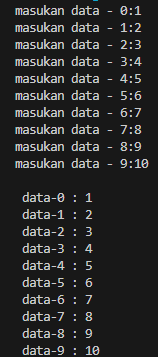 masukan data - 0:1
masukan data - 1:2
masukan data - 2:3
masukan data - 3:4
masukan data - 4:5
masukan data - 5:6
masukan data - 6:7
masukan data - 7:8
masukan data - 8:9
masukan data - 9:10
data-0 : 1
data-1 : 2
data-2 : 3
data-3 : 4
data-4 : 5
data-5 : 6
data-6 : 7
data-7 : 8
data-8 : 9
data-9 : 10